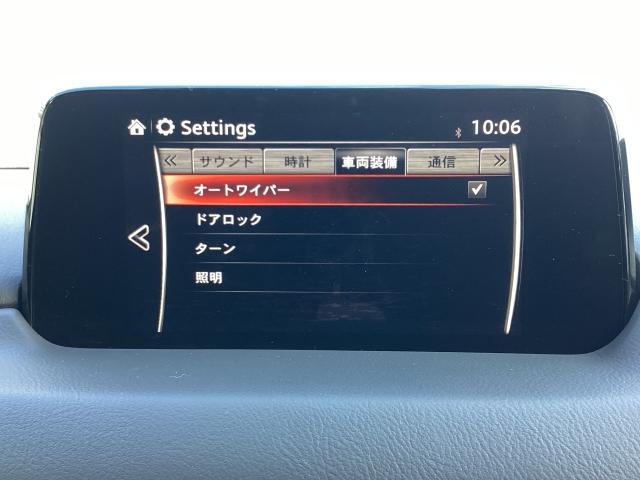 Settings 10:06
サウンド 時計 車両装備 通信
オートワイパー
ドアロック
ターン
照明